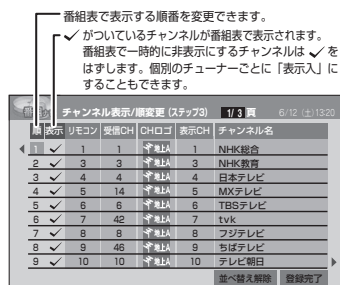 番組表で表示する順番を変更できます。
✓ がついているチャンネルが番組表で表示されます。
番組表で一時的に非表示にするチャンネルは ✓ を
はずします。個別のチューナーごとに「表示入」に
することもできます。
チャンネル表示/順変更 (ステップ3) 1/3 頁 6/12 (土)13:20
順 表示 リモコン 受信CH CHロゴ 表示CH チャンネル名
1 ✓ 1 1 地上A 1 NHK総合
2 ✓ 3 3 地上A 3 NHK教育
3 ✓ 4 4 地上A 4 日本テレビ
4 ✓ 5 14 地上A 5 MXテレビ
5 ✓ 6 6 地上A 6 TBSテレビ
6 ✓ 7 42 地上A 7 tvk
7 ✓ 8 8 地上A 8 フジテレビ
8 ✓ 9 46 地上A 9 ちばテレビ
9 ✓ 10 10 地上A 10 テレビ朝日
並べ替え解除 登録完了